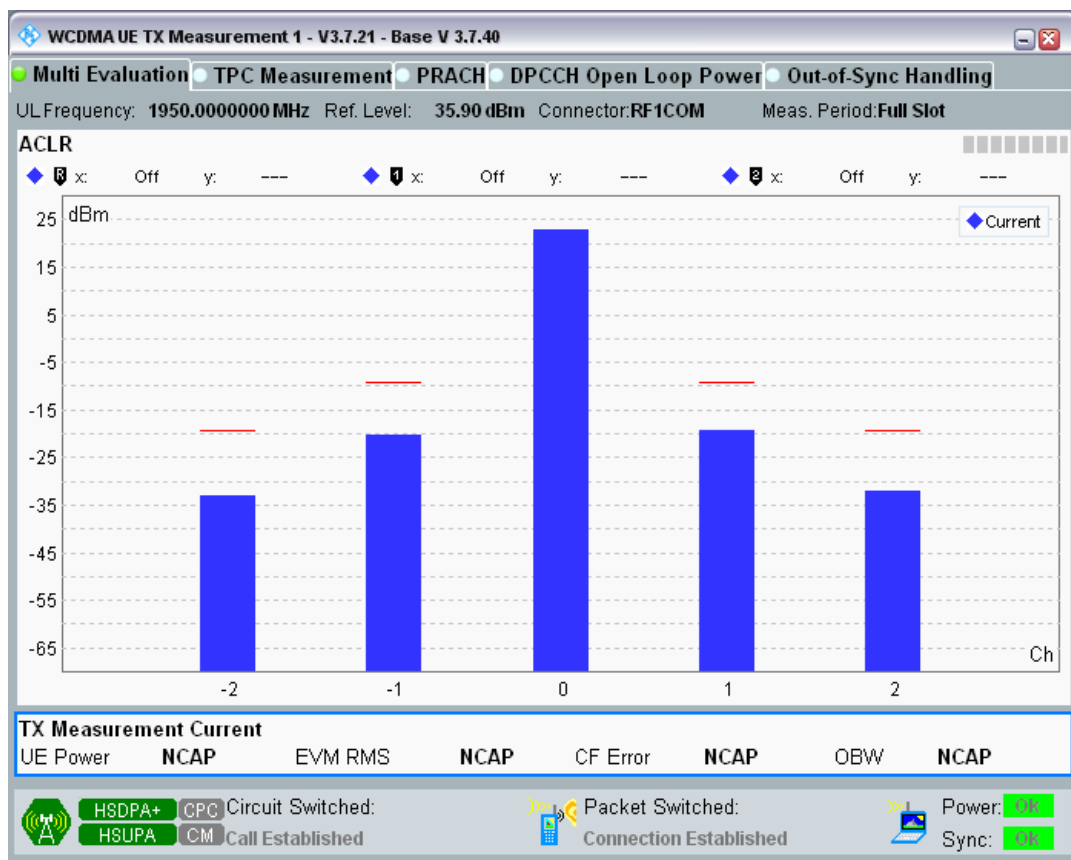 WCDMA UE TX Measurement 1 - V3.7.21 - Base V 3.7.40
Multi Evaluation TPC Measurement PRACH DPCCH Open Loop Power Out-of-Sync Handling
UL Frequency: 1950.0000000 MHz Ref. Level: 35.90 dBm Connector: RF1COM Meas. Period: Full Slot
ACLR
R x: Off y: --- 1 x: Off y: --- 2 x: Off y: ---
dBm
Current
25
15
5
-5
-15
-25
-35
-45
-55
-65
Ch
-2 -1 0 1 2
TX Measurement Current
UE Power NCAP EVM RMS NCAP CF Error NCAP OBW NCAP
HSDPA+ CPC Circuit Switched: Packet Switched: Power: OK
HSUPA CM Call Established Connection Established Sync: OK